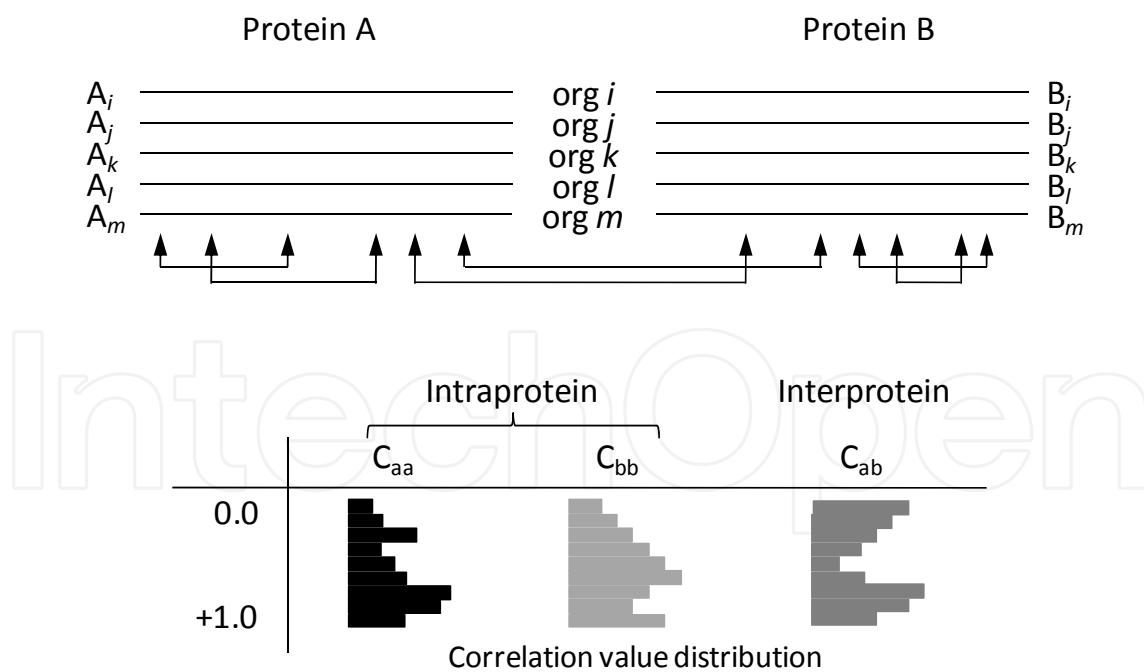 Protein A Protein B
A_i org i B_i
A_j org j B_j
A_k org k B_k
A_l org l B_l
A_m org m B_m
IntechOpen
Intraprotein Interprotein
C_aa C_bb C_ab
0.0
+1.0
Correlation value distribution